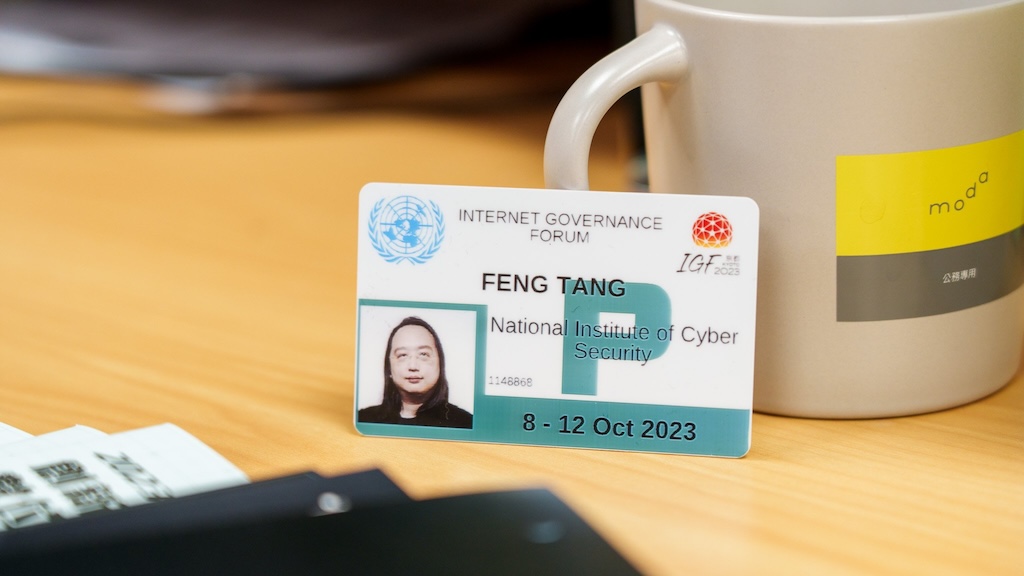 INTERNET GOVERNANCE
FORUM
IGF
2023
FENG TANG
National Institute of Cyber
Security
P
1148868
8 - 12 Oct 2023
moda
公務專用